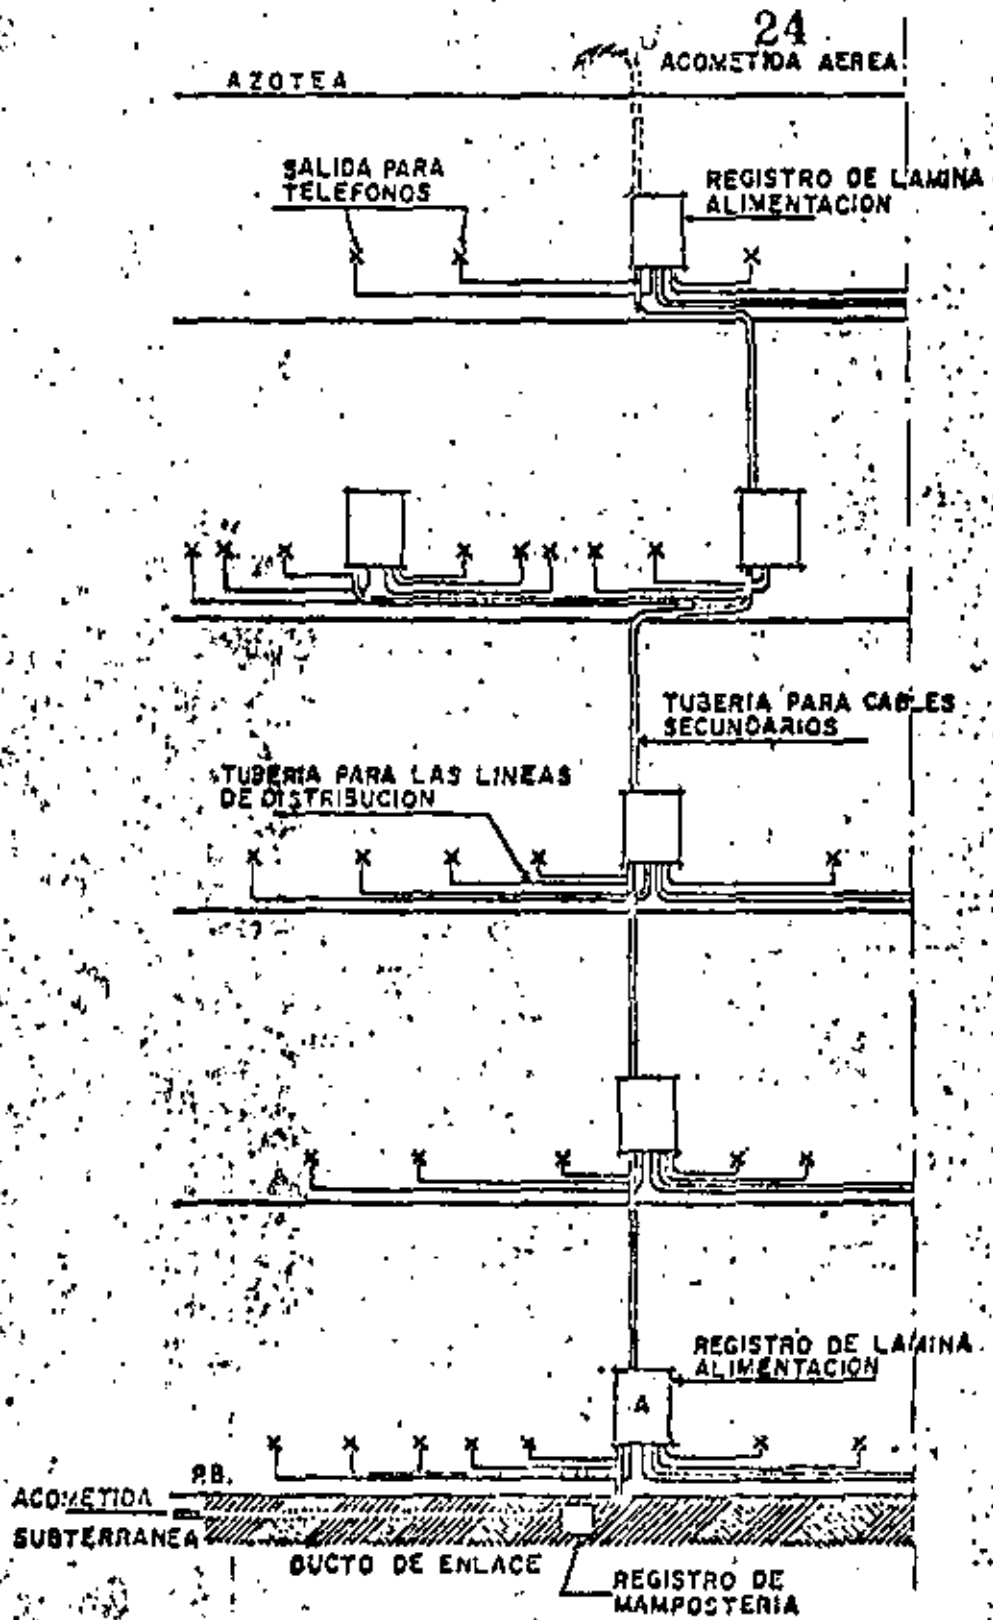 24
ACOMETIDA AEREA
AZOTEA
SALIDA PARA
TELEFONOS
REGISTRO DE LAMINA
ALIMENTACION
TUBERIA PARA CABLES
SECUNDARIOS
TUBERIA PARA LAS LINEAS
DE DISTRIBUCION
REGISTRO DE LAMINA
ALIMENTACION
A
P.B.
ACOMETIDA
SUBTERRANEA
DUCTO DE ENLACE
REGISTRO DE
MAMPOSTERIA